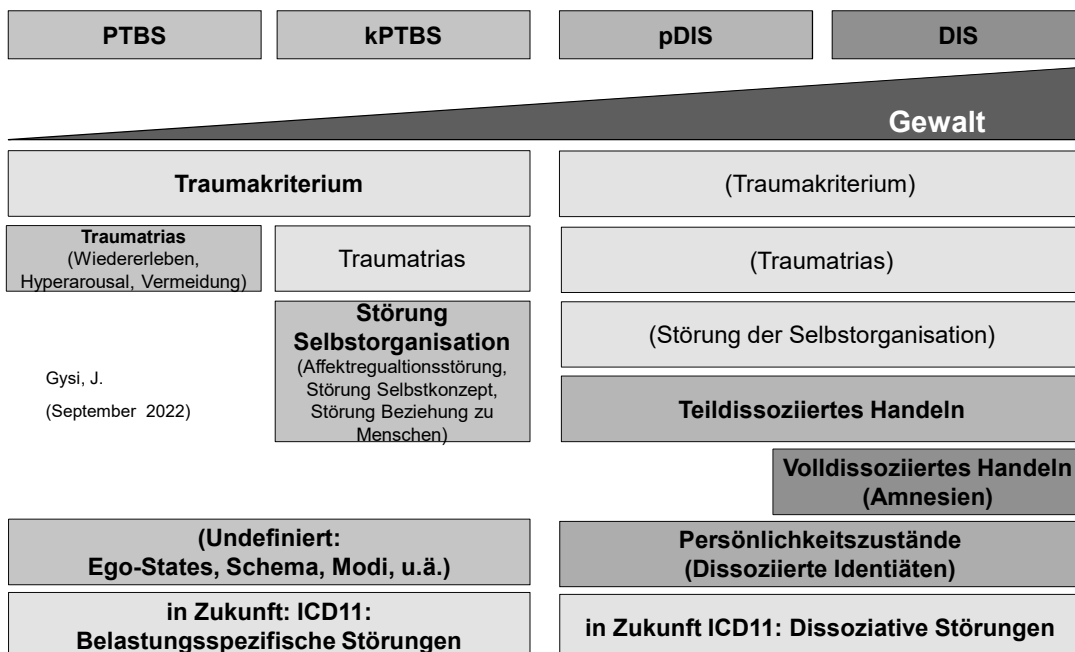 PTBS
kPTBS
pDIS
DIS
Gewalt
Traumakriterium
(Traumakriterium)
Traumatrias
(Wiedererleben,
Hyperarousal, Vermeidung)
Traumatrias
(Traumatrias)
Störung
Selbstorganisation
(Affektregualtionsstörung,
Störung Selbstkonzept,
Störung Beziehung zu
Menschen)
(Störung der Selbstorganisation)
Gysi, J.
(September 2022)
Teildissoziiertes Handeln
Volldissoziiertes Handeln
(Amnesien)
(Undefiniert:
Ego-States, Schema, Modi, u.ä.)
Persönlichkeitszustände
(Dissoziierte Identiäten)
in Zukunft: ICD11:
Belastungsspezifische Störungen
in Zukunft ICD11: Dissoziative Störungen